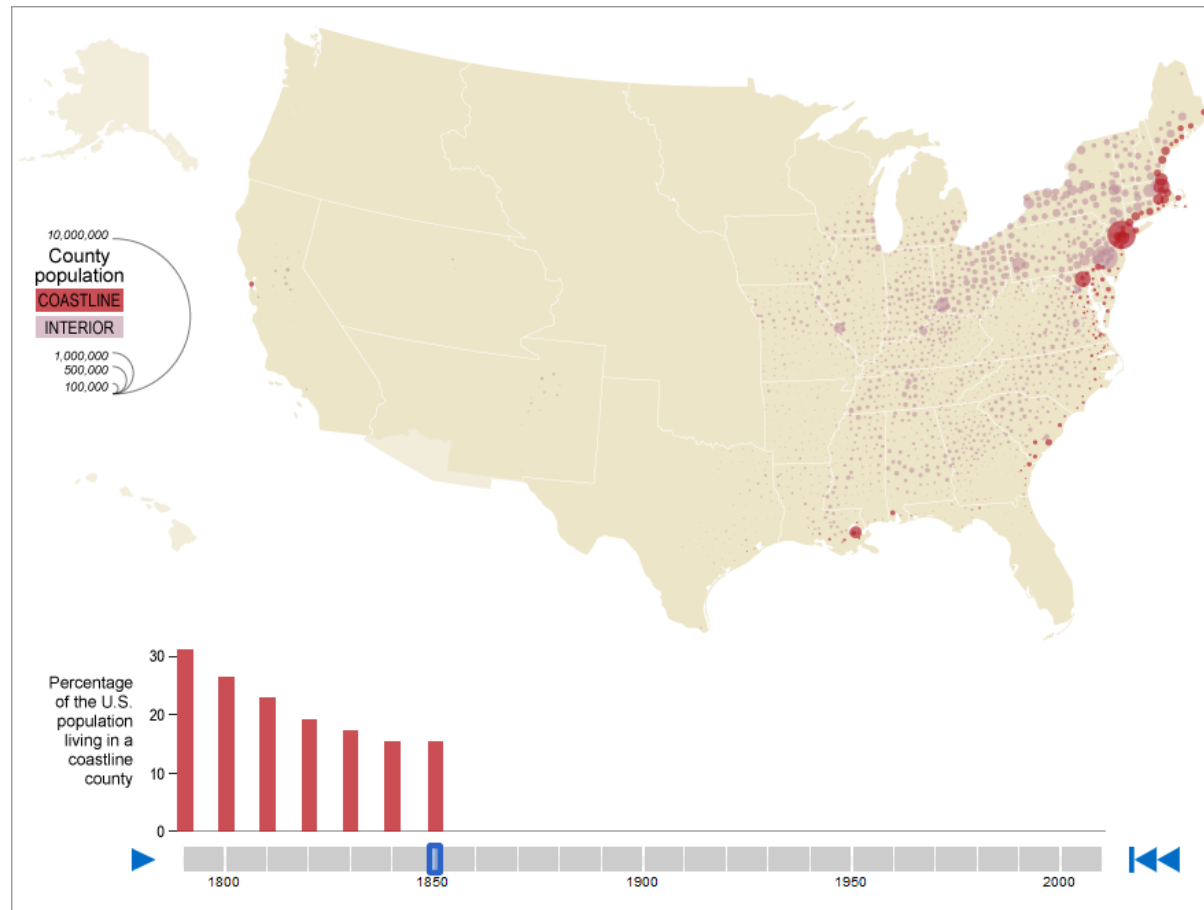 10,000,000
County
population
COASTLINE
INTERIOR
1,000,000
500,000
100,000
Percentage
of the U.S.
population
living in a
coastline
county
30
20
10
0
1800 1850 1900 1950 2000